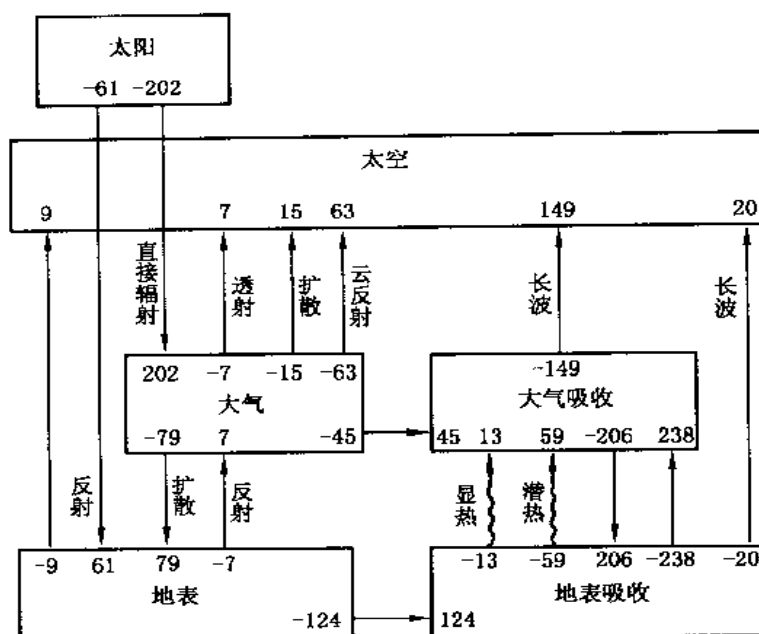 太阳
-61 -202
太空
9 7 15 63 149 20
直接辐射
透射
扩散
云反射
长波
长波
202 -7 -15 -63
大气
-79 7 -45
-149
大气吸收
45 13 59 -206 238
反射
扩散
反射
显热
潜热
-9 61 79 -7
地表
-124
-13 -59 206 -238 -20
地表吸收
124